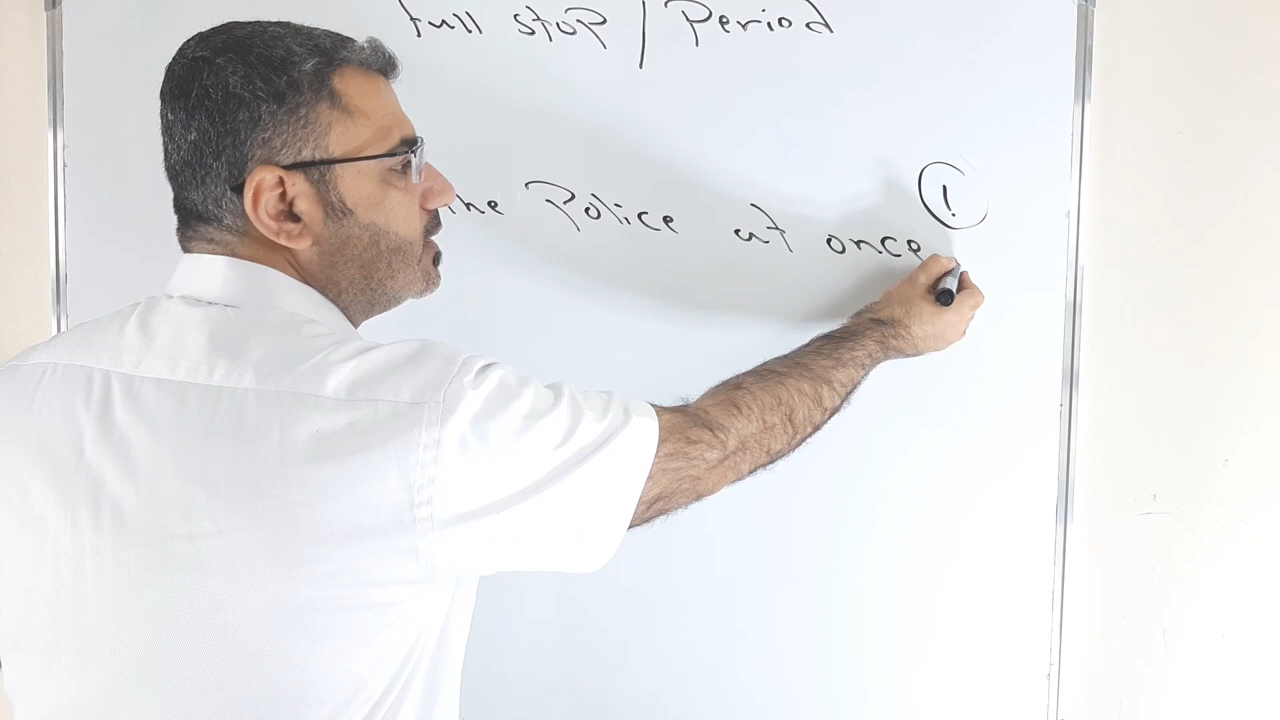 full stop / Period
the Police at once !